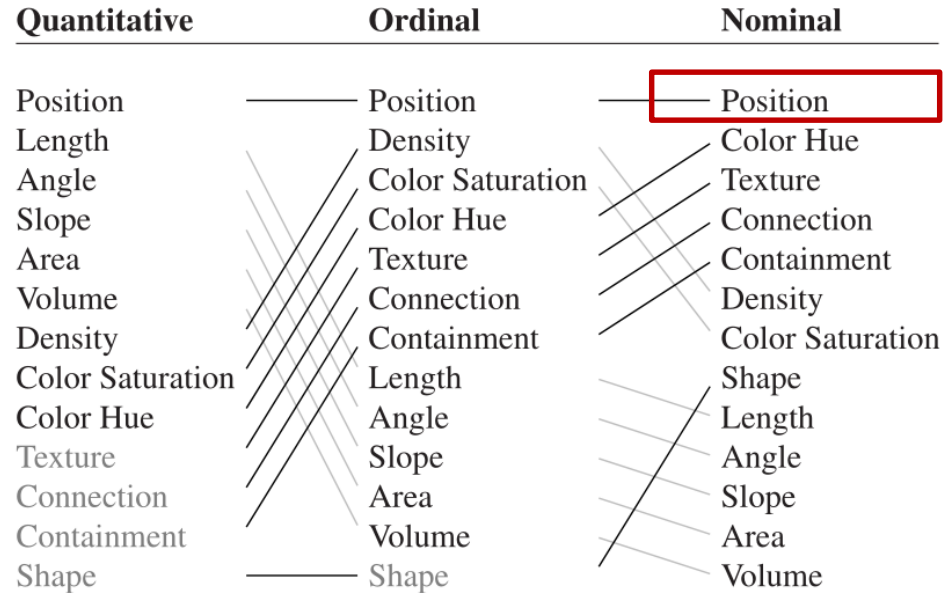 Quantitative Ordinal Nominal
Position Position Position
Length Density Color Hue
Angle Color Saturation Texture
Slope Color Hue Connection
Area Texture Containment
Volume Connection Density
Density Containment Color Saturation
Color Saturation Length Shape
Color Hue Angle Length
Texture Slope Angle
Connection Area Slope
Containment Volume Area
Shape Shape Volume